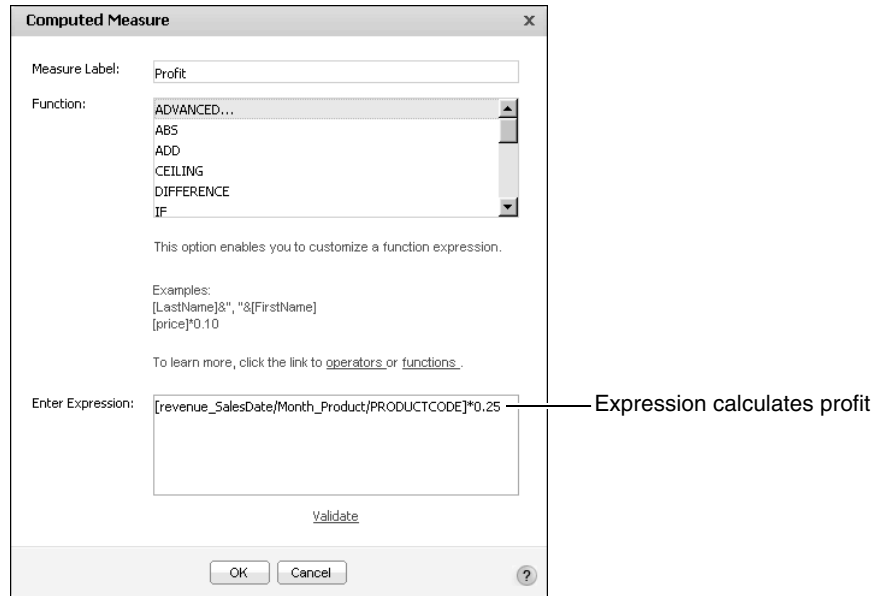 Computed Measure x
Measure Label: Profit
Function:
ADVANCED...
ABS
ADD
CEILING
DIFFERENCE
IF
This option enables you to customize a function expression.
Examples:
[LastName]&", "&[FirstName]
[price]*0.10
To learn more, click the link to operators or functions .
Enter Expression: [revenue_SalesDate/Month_Product/PRODUCTCODE]*0.25 Expression calculates profit
Validate
OK Cancel ?